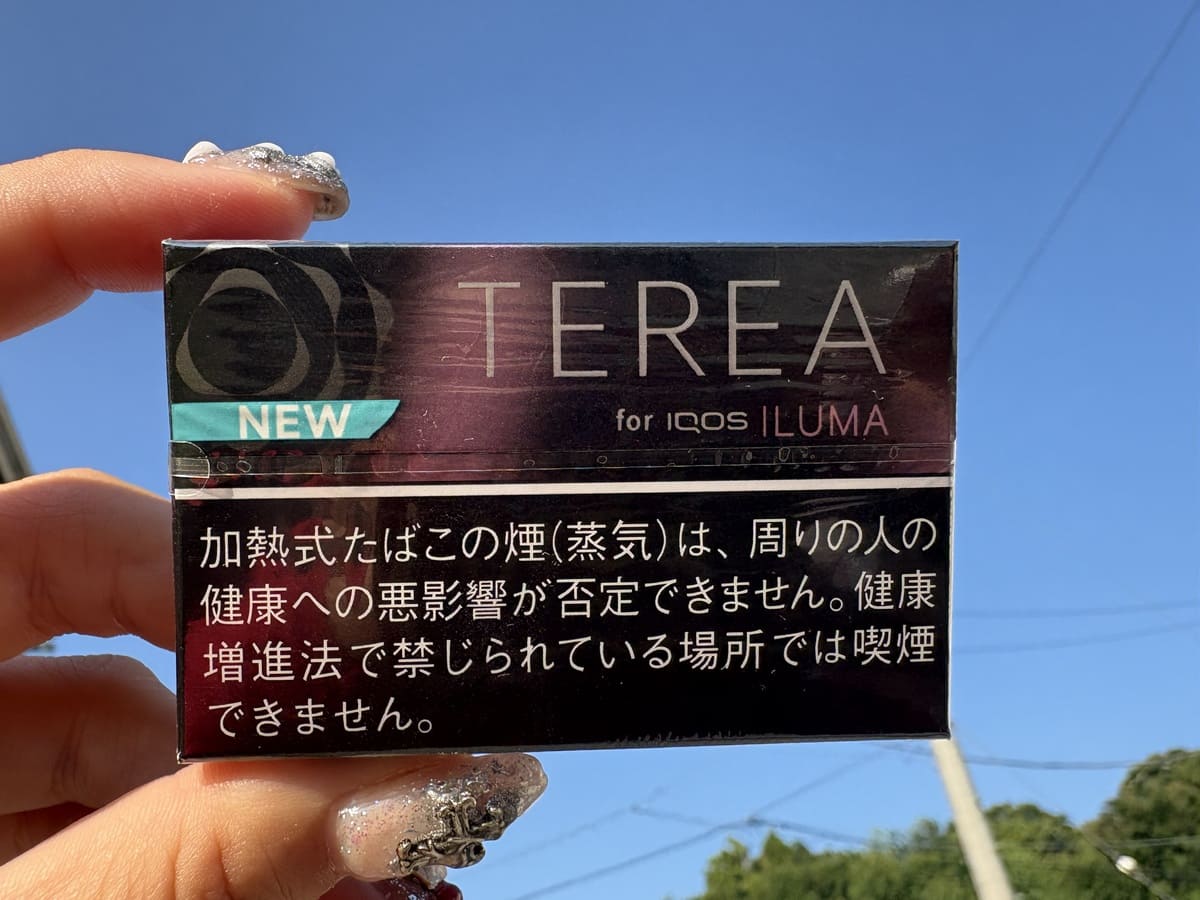 TEREA
NEW
for IQOS ILUMA
加熱式たばこの煙(蒸気)は、周りの人の
健康への悪影響が否定できません。健康
増進法で禁じられている場所では喫煙
できません。